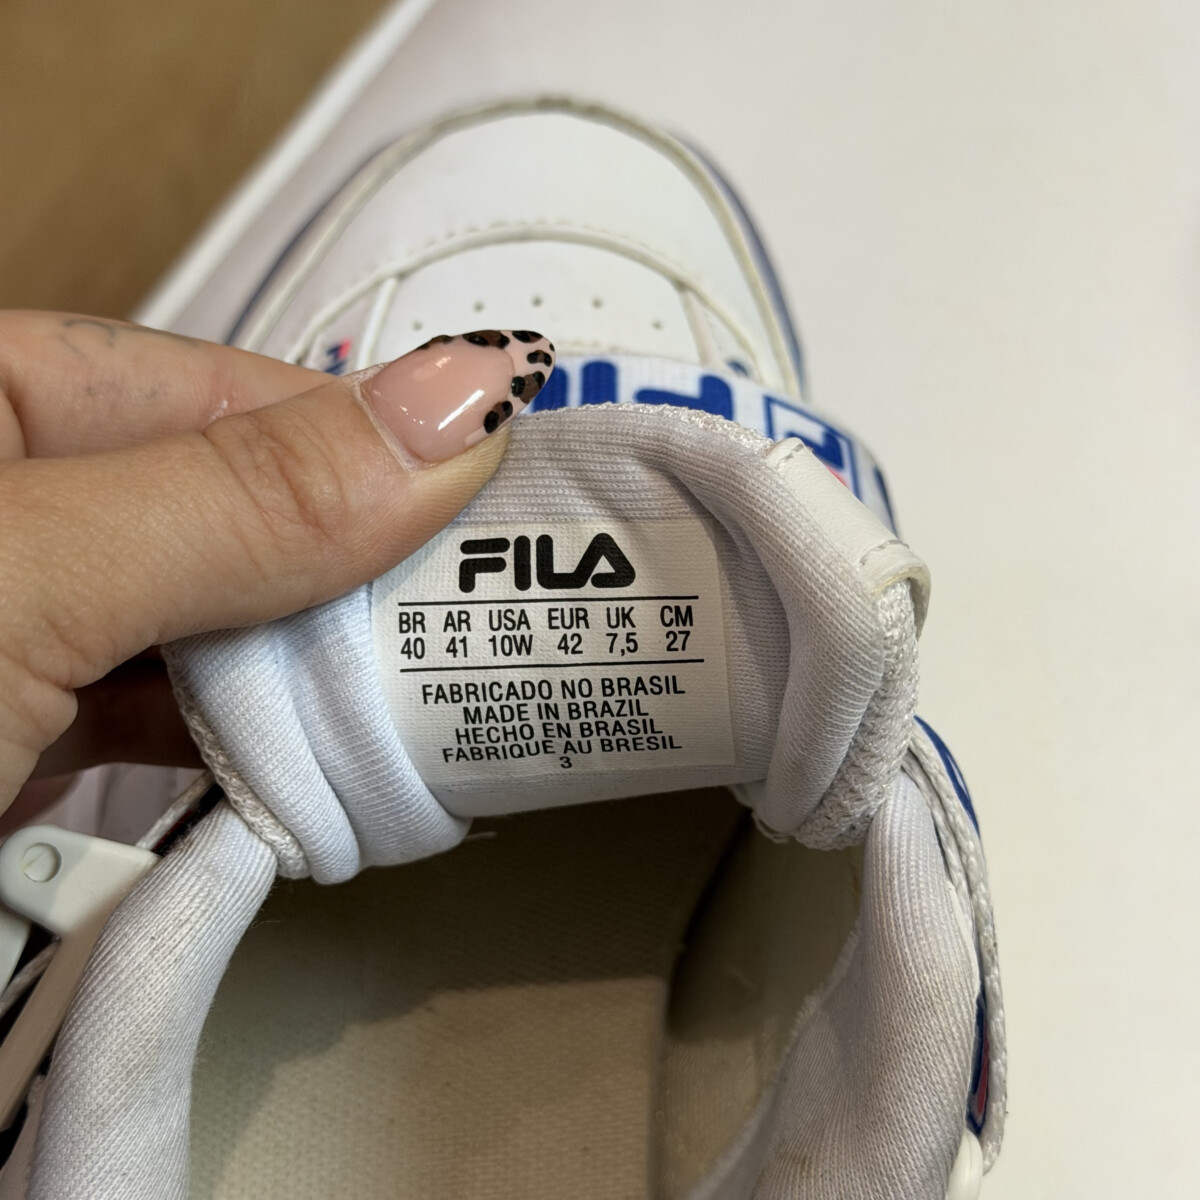 FILA
BR AR USA EUR UK CM
40 41 10W 42 7,5 27
FABRICADO NO BRASIL
MADE IN BRAZIL
HECHO EN BRASIL
FABRIQUE AU BRESIL
3